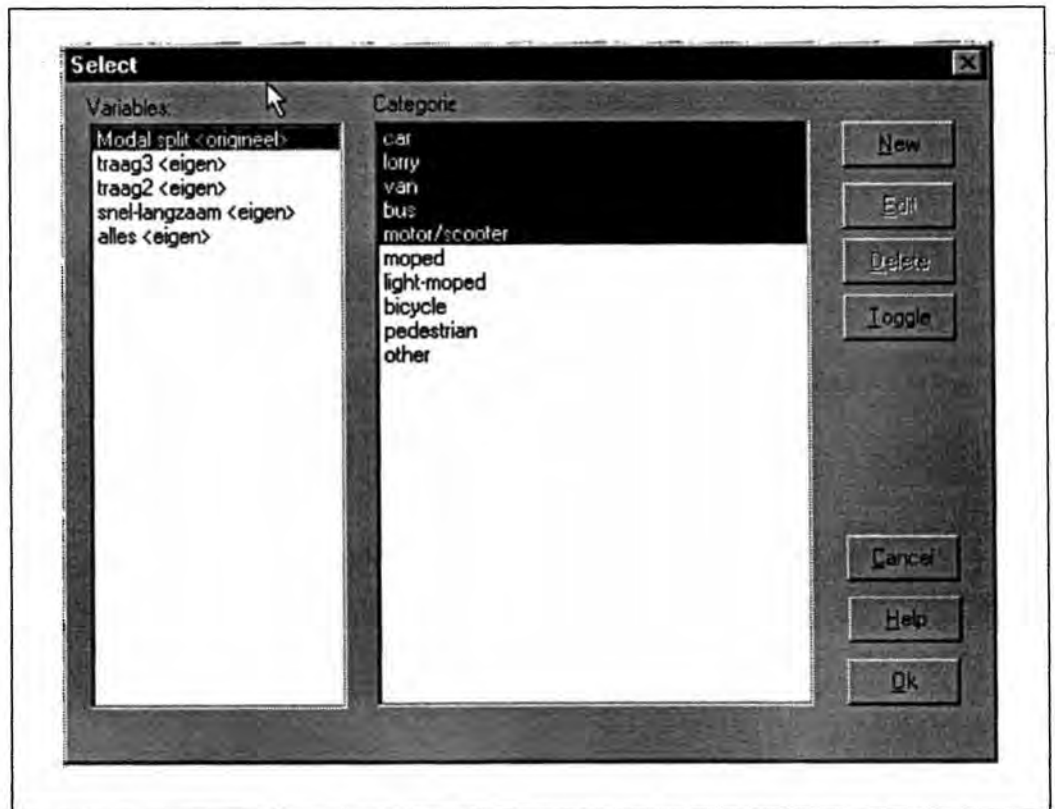 Select
Variables:
Modal split <origineel>
traag3 <eigen>
traag2 <eigen>
snel-langzaam <eigen>
alles <eigen>
Categorie
car
lorry
van
bus
motor/scooter
moped
light-moped
bicycle
pedestrian
other
New
Edit
Delete
Toggle
Cancel
Help
Ok